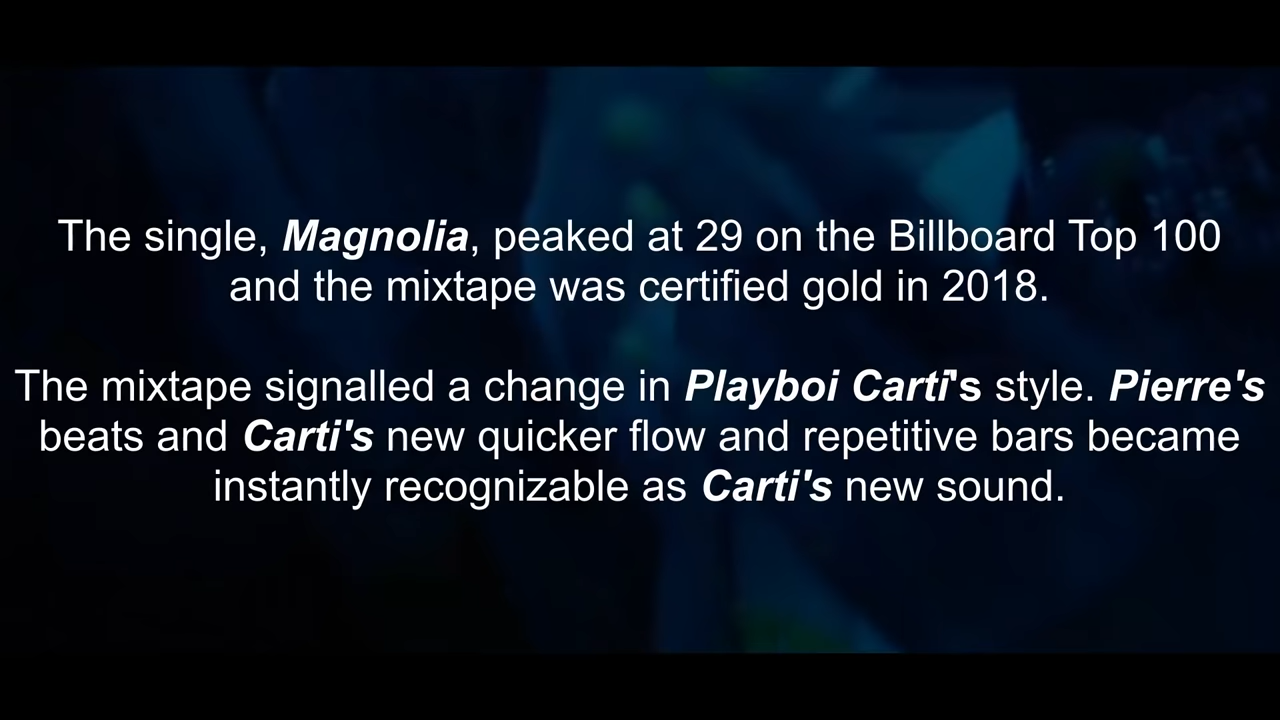 The single, Magnolia, peaked at 29 on the Billboard Top 100
and the mixtape was certified gold in 2018.
The mixtape signalled a change in Playboi Carti's style. Pierre's
beats and Carti's new quicker flow and repetitive bars became
instantly recognizable as Carti's new sound.